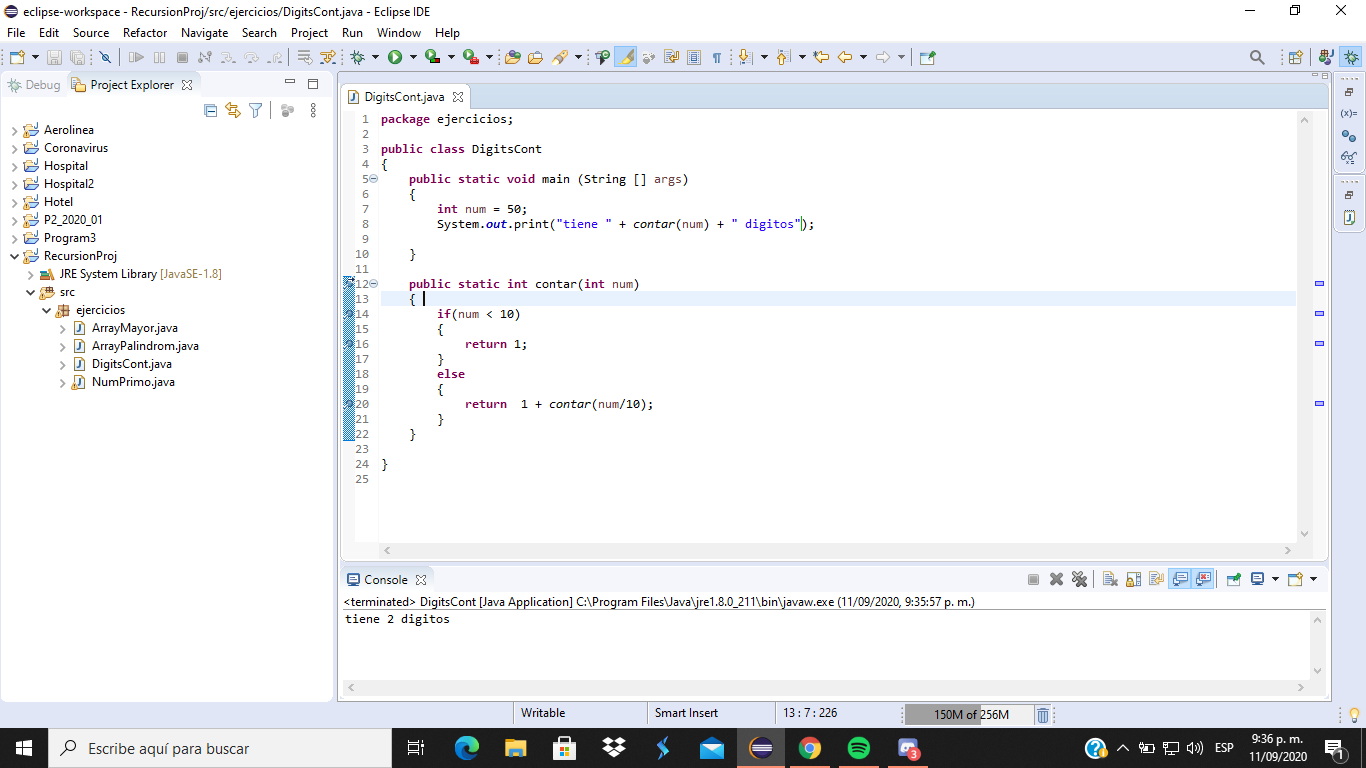 eclipse-workspace - RecursionProj/src/ejercicios/DigitsCont.java - Eclipse IDE
File Edit Source Refactor Navigate Search Project Run Window Help
Debug Project Explorer
Aerolinea
Coronavirus
Hospital
Hospital2
Hotel
P2_2020_01
Program3
RecursionProj
JRE System Library [JavaSE-1.8]
src
ejercicios
ArrayMayor.java
ArrayPalindrom.java
DigitsCont.java
NumPrimo.java
DigitsCont.java
1 package ejercicios;
2
3 public class DigitsCont
4 {
5 public static void main (String [] args)
6 {
7 int num = 50;
8 System.out.print("tiene " + contar(num) + " digitos");
9
10 }
11
12 public static int contar(int num)
13 {
14 if(num < 10)
15 {
16 return 1;
17 }
18 else
19 {
20 return  1 + contar(num/10);
21 }
22 }
23
24 }
25
(x)=
Console
<terminated> DigitsCont [Java Application] C:\Program Files\Java\jre1.8.0_211\bin\javaw.exe (11/09/2020, 9:35:57 p. m.)
tiene 2 digitos
Writable Smart Insert 13 : 7 : 226 150M of 256M
Escribe aquí para buscar
3
ESP
9:36 p. m.
11/09/2020
1